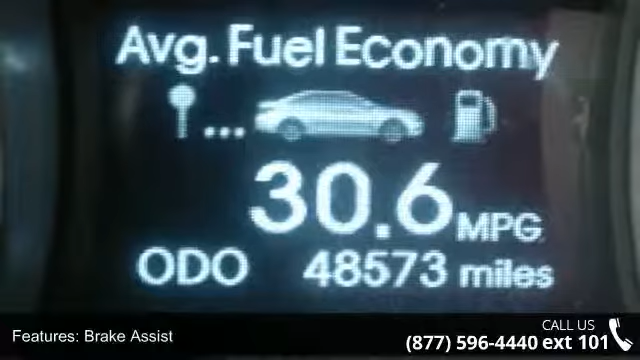 Avg. Fuel Economy
30.6 MPG
ODO 48573 miles
CALL US
Features: Brake Assist
(877) 596-4440 ext 101